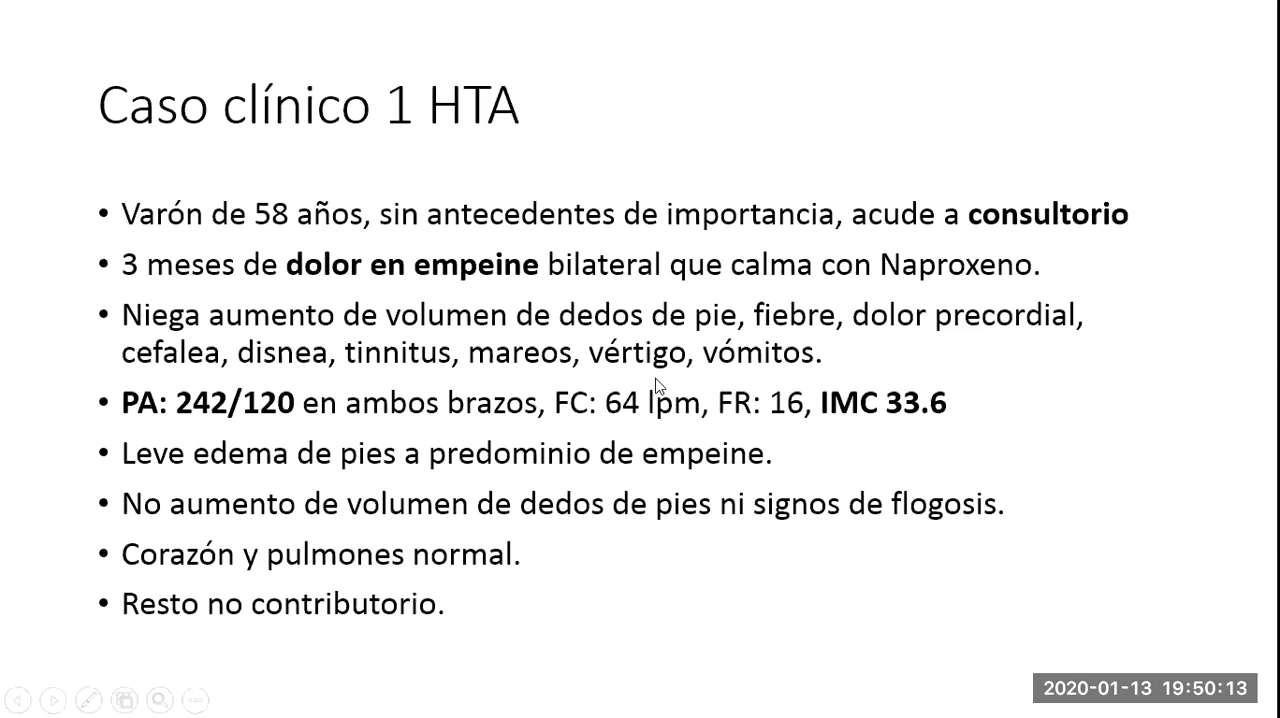 Caso clínico 1 HTA
• Varón de 58 años, sin antecedentes de importancia, acude a consultorio
• 3 meses de dolor en empeine bilateral que calma con Naproxeno.
• Niega aumento de volumen de dedos de pie, fiebre, dolor precordial,
cefalea, disnea, tinnitus, mareos, vértigo, vómitos.
• PA: 242/120 en ambos brazos, FC: 64 lpm, FR: 16, IMC 33.6
• Leve edema de pies a predominio de empeine.
• No aumento de volumen de dedos de pies ni signos de flogosis.
• Corazón y pulmones normal.
• Resto no contributorio.
2020-01-13 19:50:13